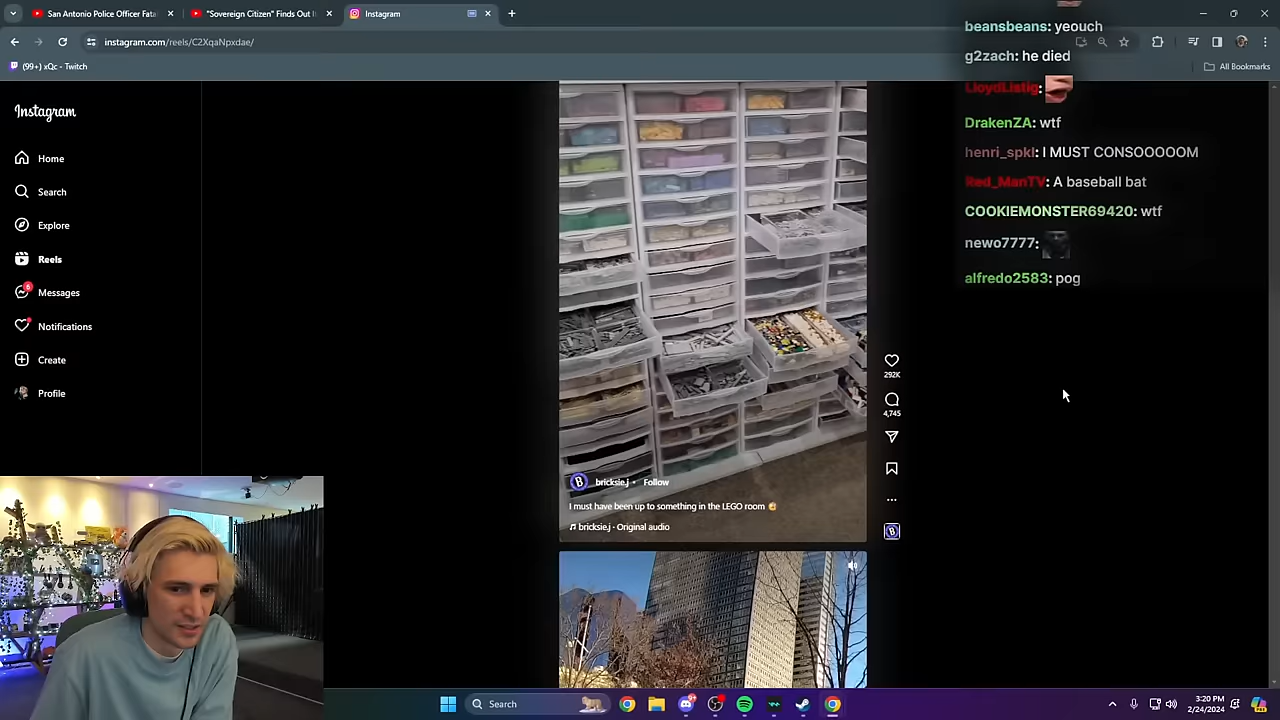 San Antonio Police Officer Fata
"Sovereign Citizen" Finds Out I
Instagram
instagram.com/reels/C2XqaNpxdae/
(99+) xQc - Twitch
All Bookmarks
Instagram
Home
Search
Explore
Reels
6
Messages
Notifications
Create
Profile
beansbeans: yeouch
g2zach: he died
LloydListig:
DrakenZA: wtf
henri_spkl: I MUST CONSOOOOOM
Red_ManTV: A baseball bat
COOKIEMONSTER69420: wtf
newo7777:
alfredo2583: pog
292K
4,745
bricksie.j • Follow
I must have been up to something in the LEGO room
bricksie.j · Original audio
Search
3:20 PM
2/24/2024